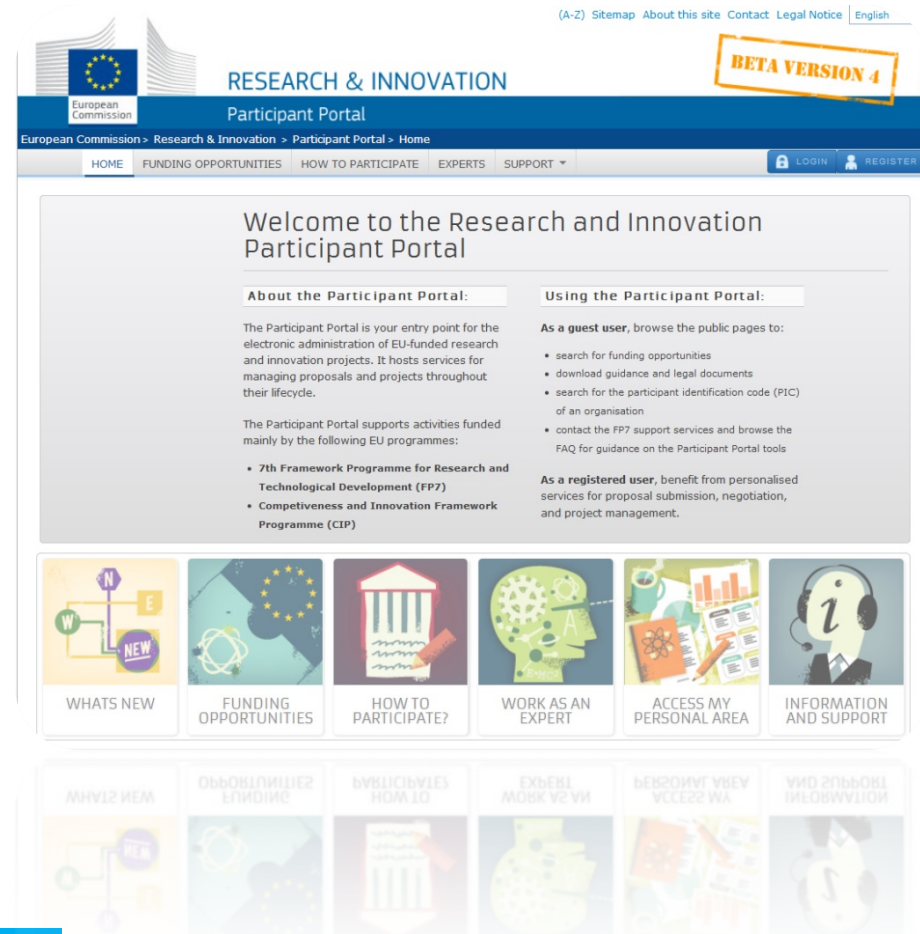 (A-Z) Sitemap About this site Contact Legal Notice English
BETA VERSION 4
European
Commission
RESEARCH & INNOVATION
Participant Portal
European Commission > Research & Innovation > Participant Portal > Home
HOME FUNDING OPPORTUNITIES HOW TO PARTICIPATE EXPERTS SUPPORT
LOGIN REGISTER
Welcome to the Research and Innovation
Participant Portal
About the Participant Portal:
The Participant Portal is your entry point for the
electronic administration of EU-funded research
and innovation projects. It hosts services for
managing proposals and projects throughout
their lifecycle.
The Participant Portal supports activities funded
mainly by the following EU programmes:
• 7th Framework Programme for Research and
Technological Development (FP7)
• Competiveness and Innovation Framework
Programme (CIP)
Using the Participant Portal:
As a guest user, browse the public pages to:
• search for funding opportunities
• download guidance and legal documents
• search for the participant identification code (PIC)
of an organisation
• contact the FP7 support services and browse the
FAQ for guidance on the Participant Portal tools
As a registered user, benefit from personalised
services for proposal submission, negotiation,
and project management.
N
E
W
NEW
A
i
WHATS NEW
FUNDING
OPPORTUNITIES
HOW TO
PARTICIPATE?
WORK AS AN
EXPERT
ACCESS MY
PERSONAL AREA
INFORMATION
AND SUPPORT